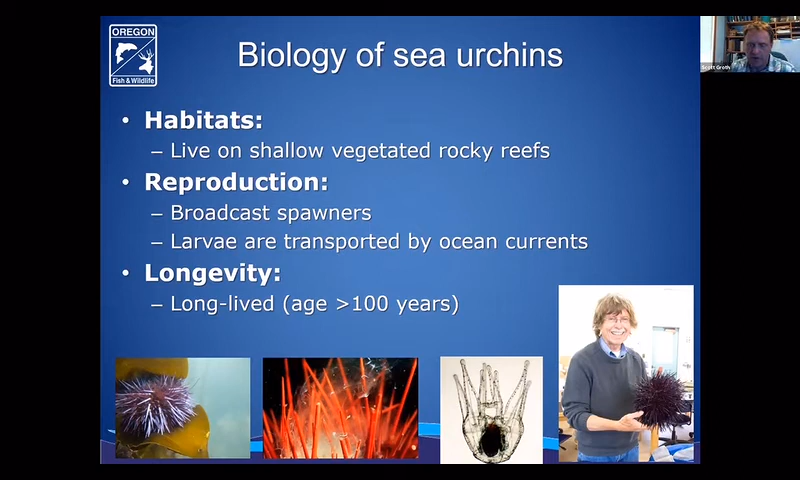 OREGON
Fish & Wildlife
Biology of sea urchins
• Habitats:
– Live on shallow vegetated rocky reefs
• Reproduction:
– Broadcast spawners
– Larvae are transported by ocean currents
• Longevity:
– Long-lived (age >100 years)
Scott Groth